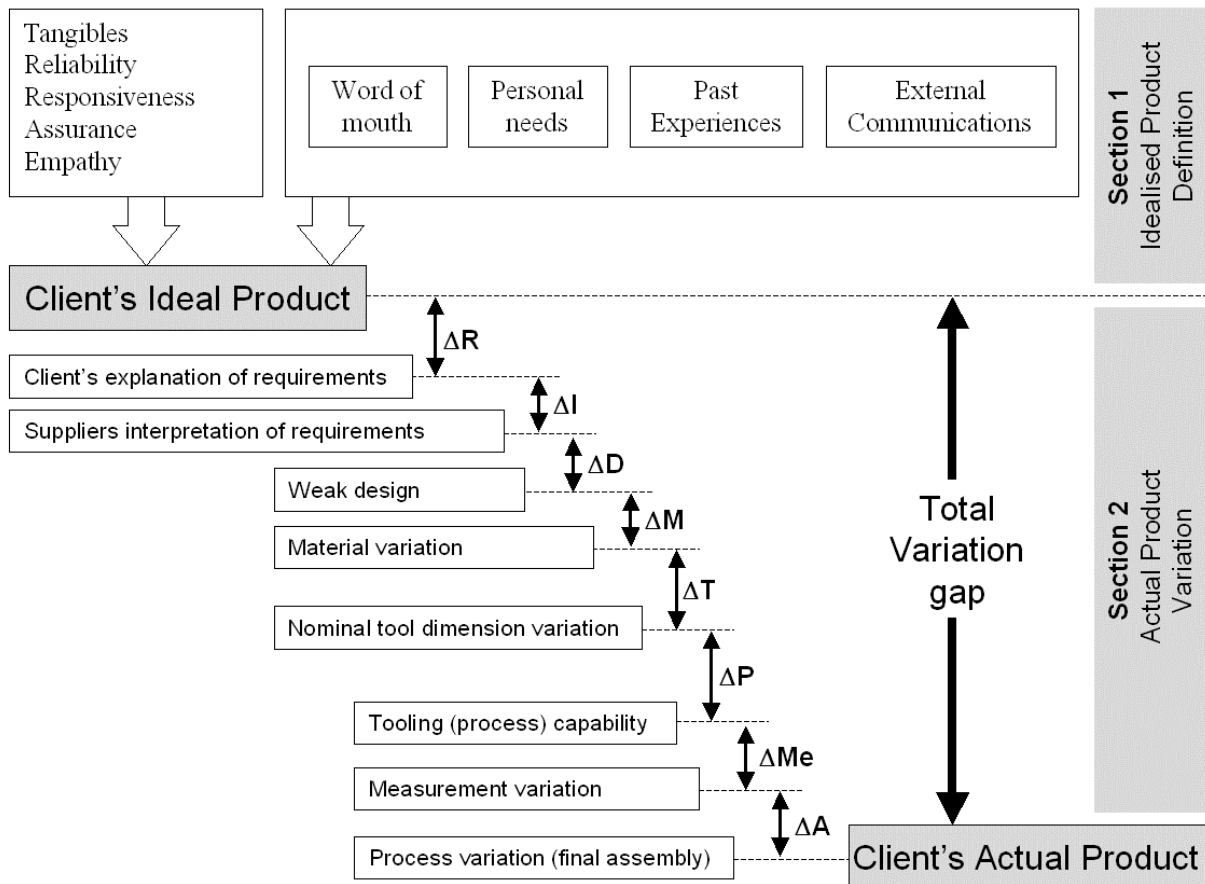 Tangibles
Reliability
Responsiveness
Assurance
Empathy
Word of
mouth
Personal
needs
Past
Experiences
External
Communications
Section 1
Idealised Product
Definition
Client's Ideal Product
ΔR
Client's explanation of requirements
ΔI
Suppliers interpretation of requirements
ΔD
Weak design
ΔM
Material variation
ΔT
Nominal tool dimension variation
ΔP
Tooling (process) capability
ΔMe
Measurement variation
ΔA
Process variation (final assembly)
Total
Variation
gap
Section 2
Actual Product
Variation
Client's Actual Product